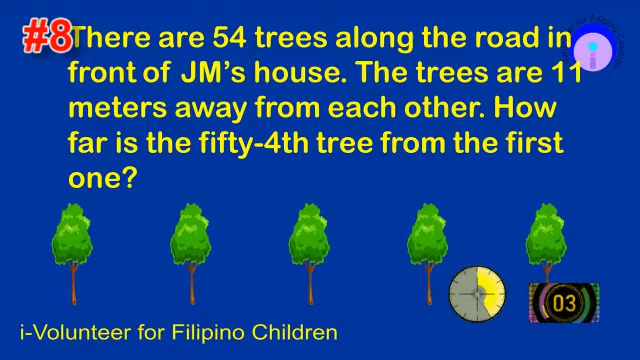 #8
There are 54 trees along the road in
front of JM's house. The trees are 11
meters away from each other. How
far is the fifty-4th tree from the first
one?
03
i-Volunteer for Filipino Children